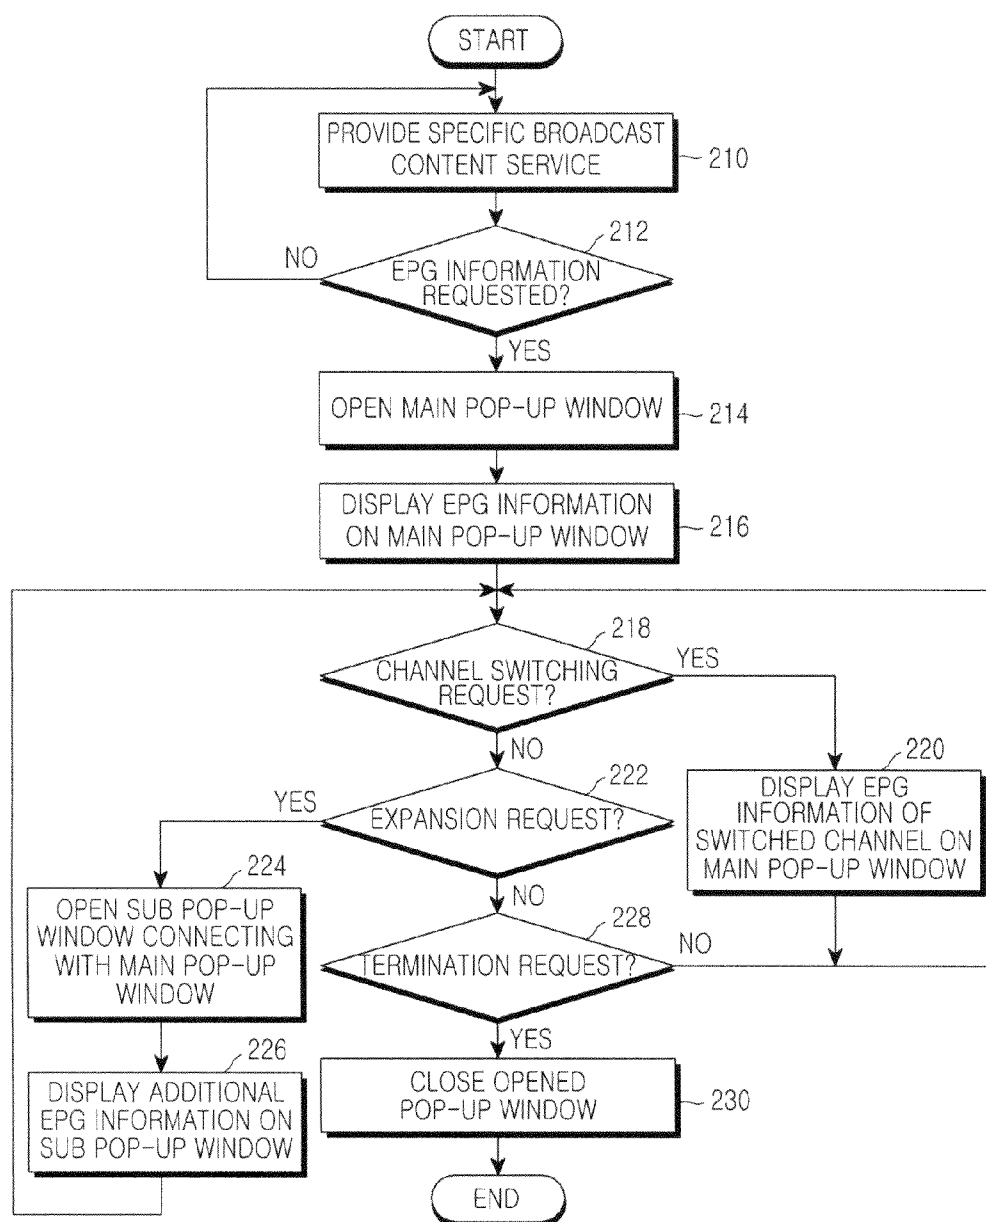 START
PROVIDE SPECIFIC BROADCAST
CONTENT SERVICE
210
212
NO
EPG INFORMATION
REQUESTED?
YES
OPEN MAIN POP-UP WINDOW
214
DISPLAY EPG INFORMATION
ON MAIN POP-UP WINDOW
216
218
YES
CHANNEL SWITCHING
REQUEST?
NO
220
DISPLAY EPG
INFORMATION OF
SWITCHED CHANNEL ON
MAIN POP-UP WINDOW
222
YES
EXPANSION REQUEST?
NO
224
OPEN SUB POP-UP
WINDOW CONNECTING
WITH MAIN POP-UP
WINDOW
228
NO
TERMINATION REQUEST?
YES
226
DISPLAY ADDITIONAL
EPG INFORMATION ON
SUB POP-UP WINDOW
CLOSE OPENED
POP-UP WINDOW
230
END